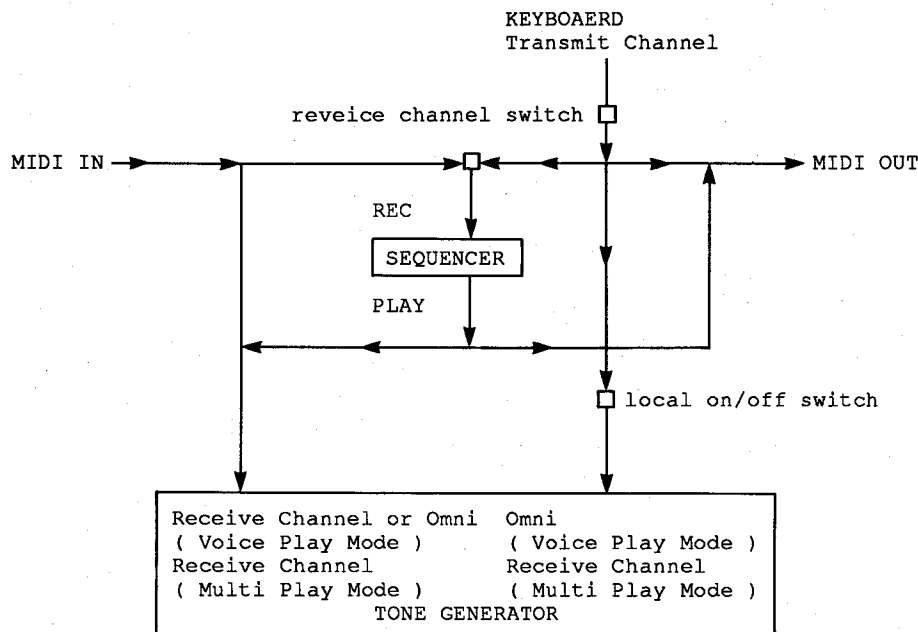 KEYBOAERD
Transmit Channel
reveice channel switch
MIDI IN
MIDI OUT
REC
SEQUENCER
PLAY
local on/off switch
Receive Channel or Omni Omni
( Voice Play Mode ) ( Voice Play Mode )
Receive Channel Receive Channel
( Multi Play Mode ) ( Multi Play Mode )
TONE GENERATOR